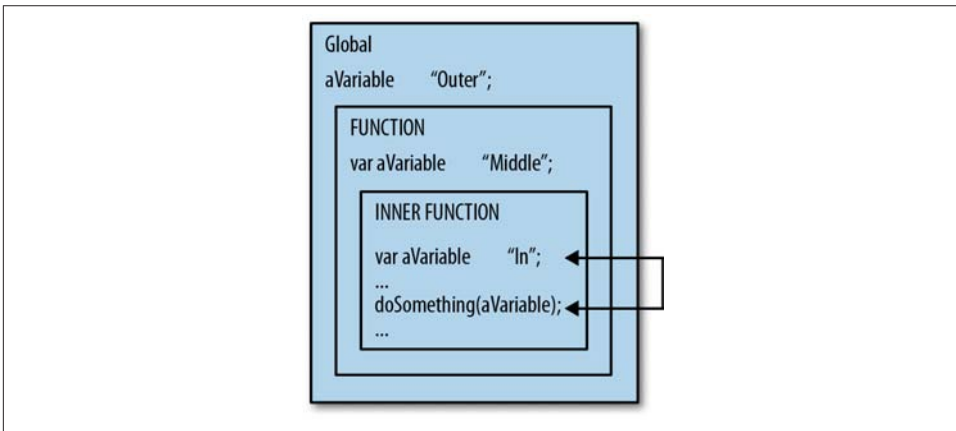 Global
aVariable “Outer”;
FUNCTION
var aVariable “Middle”;
INNER FUNCTION
var aVariable “In”;
...
doSomething(aVariable);
...